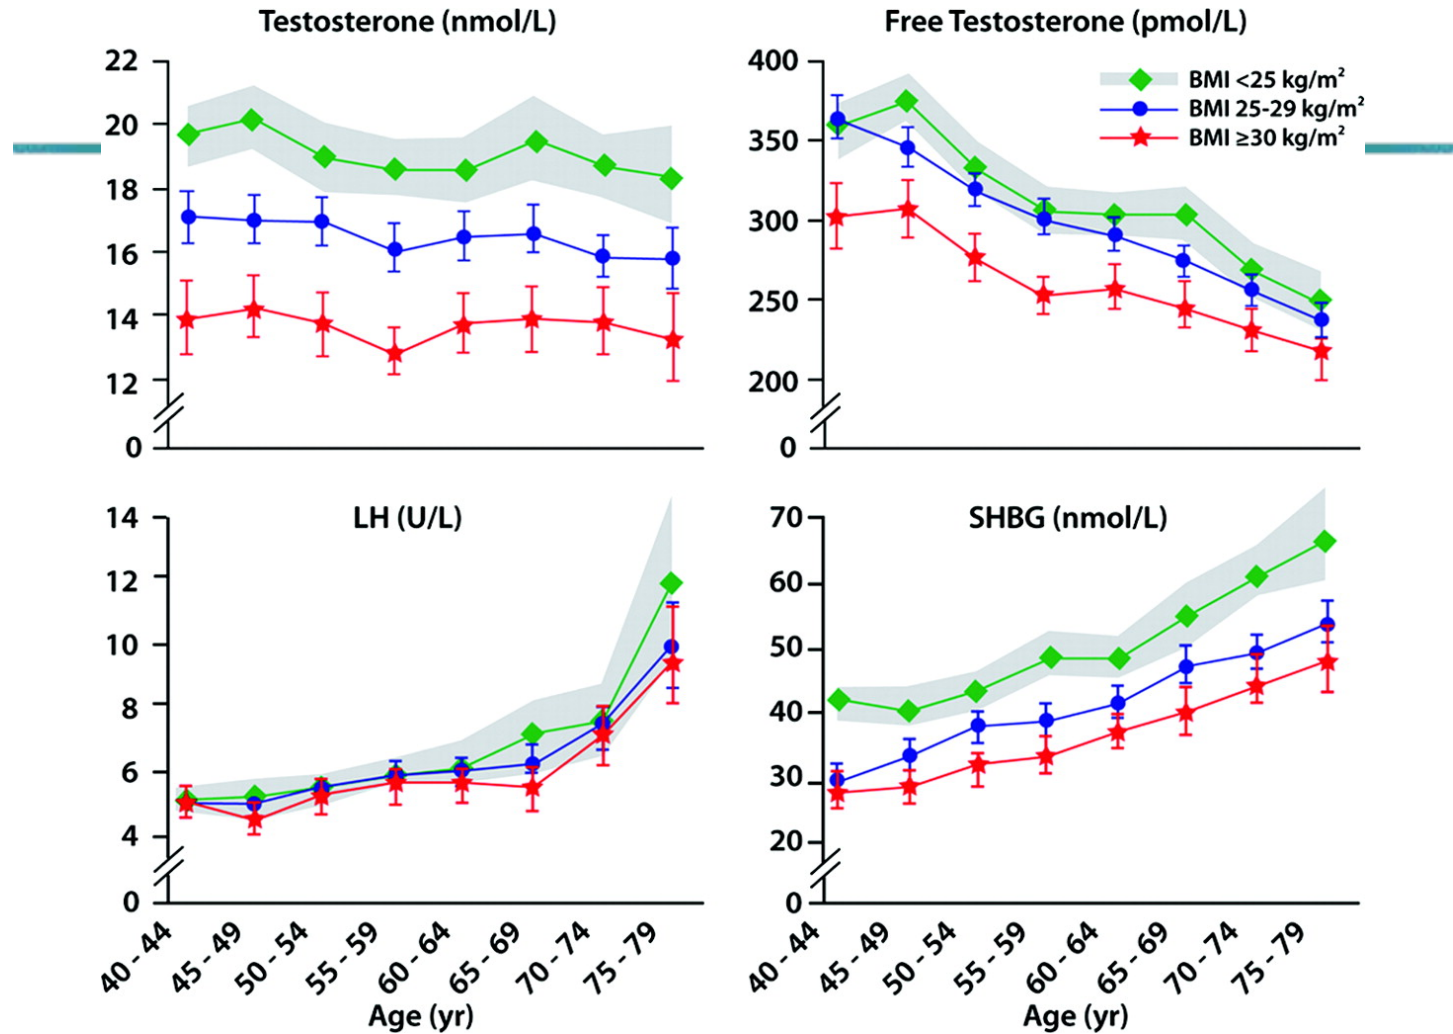 Testosterone (nmol/L)
22
20
18
16
14
12
0
Free Testosterone (pmol/L)
400
350
300
250
200
0
BMI <25 kg/m²
BMI 25-29 kg/m²
BMI ≥30 kg/m²
LH (U/L)
14
12
10
8
6
4
0
40 - 44
45 - 49
50 - 54
55 - 59
60 - 64
65 - 69
70 - 74
75 - 79
Age (yr)
SHBG (nmol/L)
70
60
50
40
30
20
0
40 - 44
45 - 49
50 - 54
55 - 59
60 - 64
65 - 69
70 - 74
75 - 79
Age (yr)